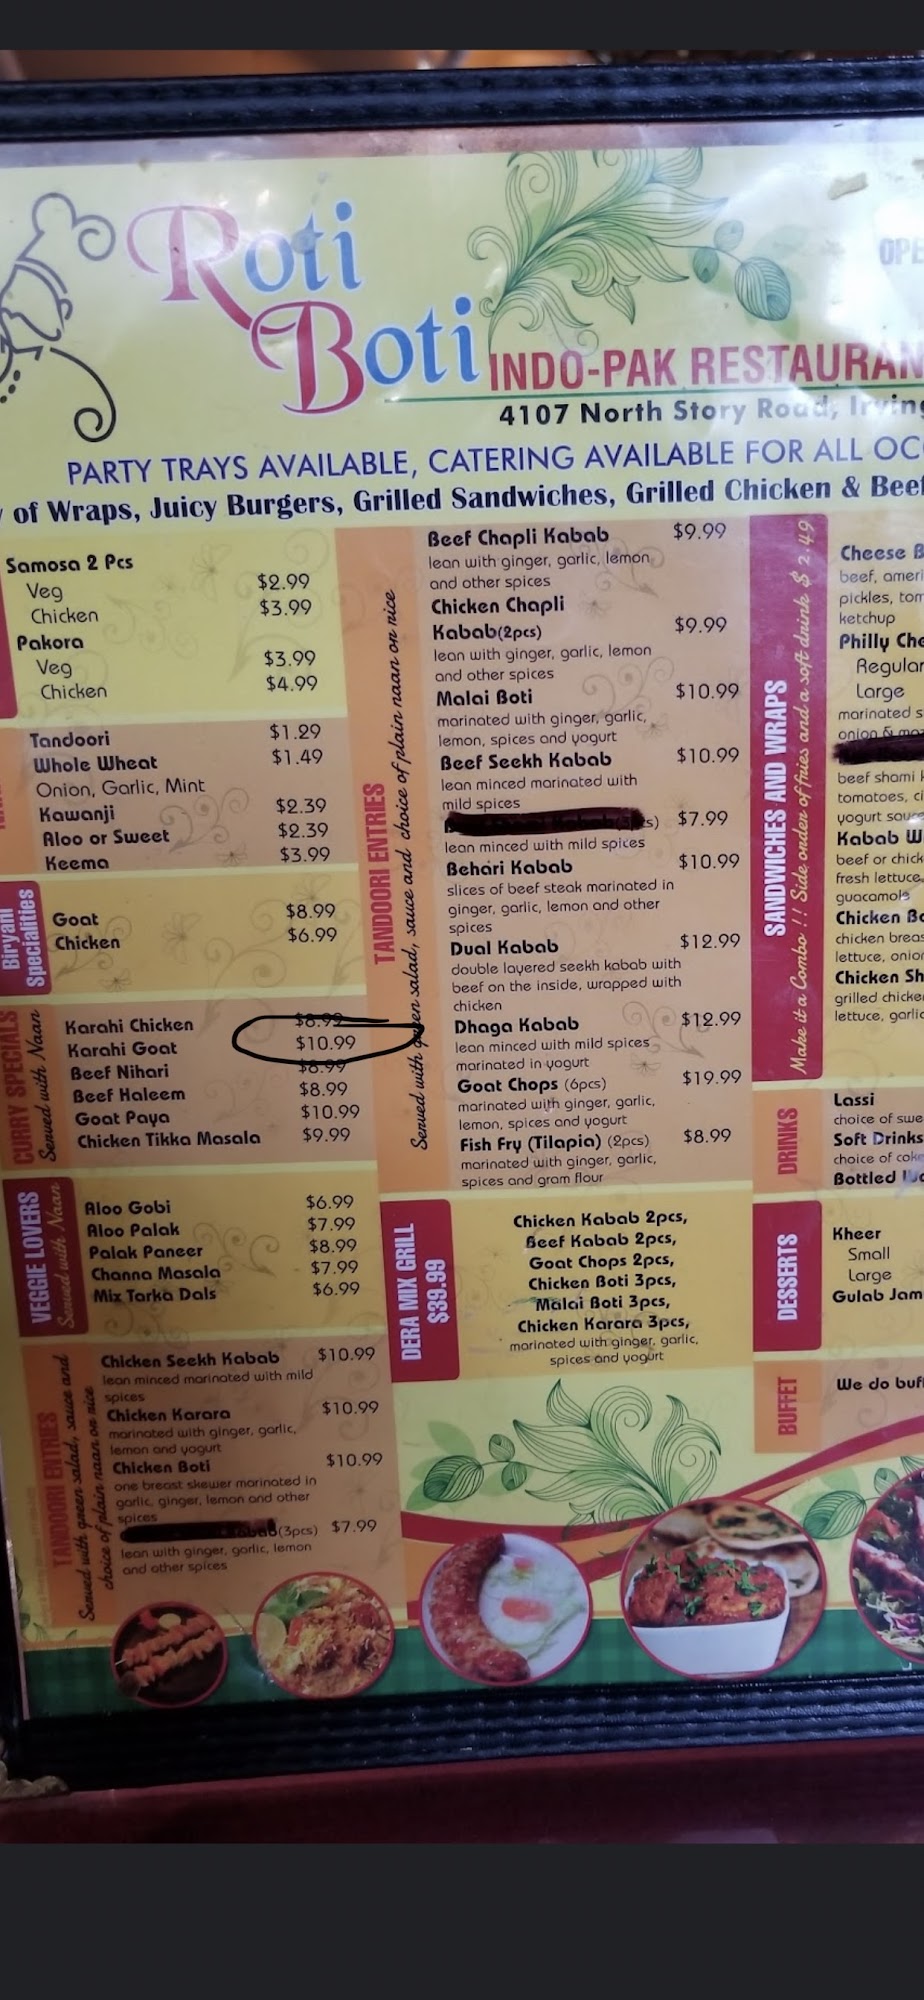 Roti
Boti
OPE
INDO-PAK RESTAURAN
4107 North Story Road, Irving
PARTY TRAYS AVAILABLE, CATERING AVAILABLE FOR ALL OC
of Wraps, Juicy Burgers, Grilled Sandwiches, Grilled Chicken & Beef
Samosa 2 Pcs
Veg $2.99
Chicken $3.99
Pakora
Veg $3.99
Chicken $4.99
Tandoori $1.29
Whole Wheat $1.49
Onion, Garlic, Mint
Kawanji $2.39
Aloo or Sweet $2.39
Keema $3.99
Biryani
Specialities
Goat $8.99
Chicken $6.99
CURRY SPECIALS
Served with Naan
Karahi Chicken $8.99
Karahi Goat $10.99
Beef Nihari $8.99
Beef Haleem $8.99
Goat Paya $10.99
Chicken Tikka Masala $9.99
VEGGIE LOVERS
Served with Naan
Aloo Gobi $6.99
Aloo Palak $7.99
Palak Paneer $8.99
Channa Masala $7.99
Mix Tarka Dals $6.99
TANDOORI ENTRIES
Served with green salad, sauce and
choice of plain naan on rice
Chicken Seekh Kabab $10.99
lean minced marinated with mild
spices
Chicken Karara $10.99
marinated with ginger, garlic,
lemon and yogurt
Chicken Boti $10.99
one breast skewer marinated in
garlic, ginger, lemon and other
spices
(3pcs) $7.99
lean with ginger, garlic, lemon
and other spices
TANDOORI ENTRIES
Served with green salad, sauce and choice of plain naan on rice
Beef Chapli Kabab $9.99
lean with ginger, garlic, lemon
and other spices
Chicken Chapli
Kabab(2pcs) $9.99
lean with ginger, garlic, lemon
and other spices
Malai Boti $10.99
marinated with ginger, garlic,
lemon, spices and yogurt
Beef Seekh Kabab $10.99
lean minced marinated with
mild spices
$7.99
lean minced with mild spices
Behari Kabab $10.99
slices of beef steak marinated in
ginger, garlic, lemon and other
spices
Dual Kabab $12.99
double layered seekh kabab with
beef on the inside, wrapped with
chicken
Dhaga Kabab $12.99
lean minced with mild spices
marinated in yogurt
Goat Chops (6pcs) $19.99
marinated with ginger, garlic,
lemon, spices and yogurt
Fish Fry (Tilapia) (2pcs) $8.99
marinated with ginger, garlic,
spices and gram flour
DERA MIX GRILL
$39.99
Chicken Kabab 2pcs,
Beef Kabab 2pcs,
Goat Chops 2pcs,
Chicken Boti 3pcs,
Malai Boti 3pcs,
Chicken Karara 3pcs,
marinated with ginger, garlic,
spices and yogurt
SANDWICHES AND WRAPS
Make it a Combo !! Side order of fries and a soft drink $ 2.49
Cheese B
beef, ameri
pickles, tom
ketchup
Philly Che
Regular
Large
marinated s
onion & moz
beef shami k
tomatoes, ci
yogurt sauce
Kabab W
beef or chick
fresh lettuce,
guacamole
Chicken Bo
chicken breas
lettuce, onion
Chicken Sh
grilled chicke
lettuce, garlic
DRINKS
Lassi
choice of swe
Soft Drinks
choice of coke
Bottled Wa
DESSERTS
Kheer
Small
Large
Gulab Jam
BUFFET
We do buf